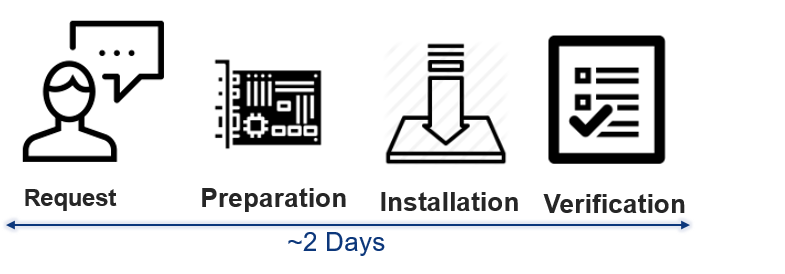 Request
Preparation
Installation
Verification
~2 Days